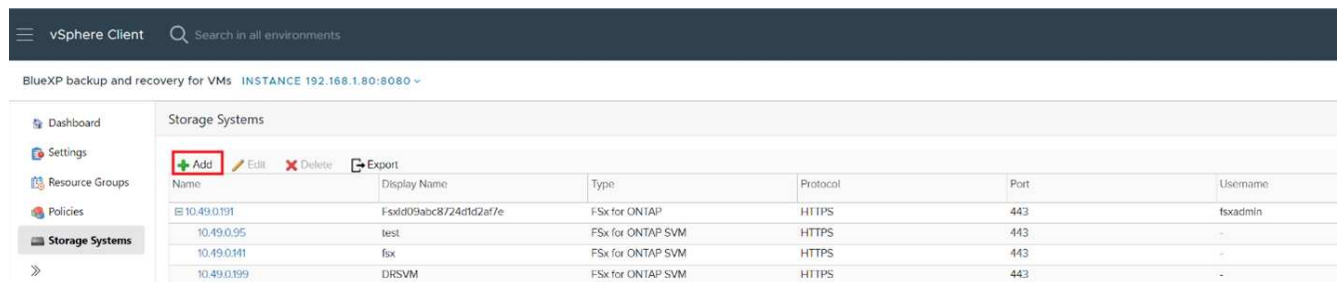 vSphere Client Search in all environments
BlueXP backup and recovery for VMs INSTANCE 192.168.1.80:8080
Dashboard
Settings
Resource Groups
Policies
Storage Systems
Storage Systems
Add Edit Delete Export
Name Display Name Type Protocol Port Username
10.49.0.191 FsxId09abc8724d1d2af7e FSx for ONTAP HTTPS 443 fsxadmin
10.49.0.95 test FSx for ONTAP SVM HTTPS 443 -
10.49.0.141 fsx FSx for ONTAP SVM HTTPS 443 -
10.49.0.199 DRSVM FSx for ONTAP SVM HTTPS 443 -